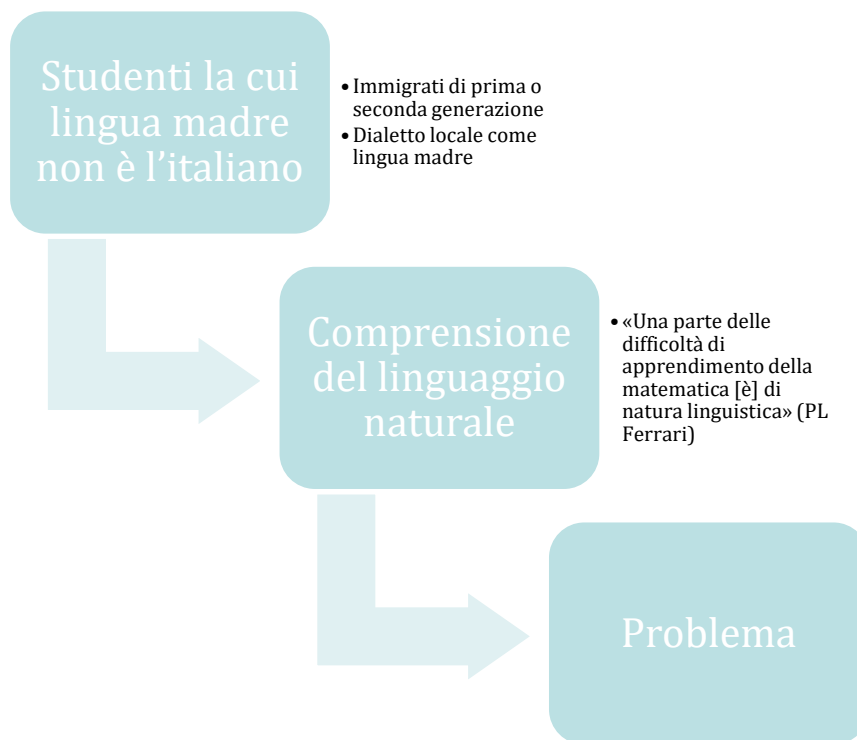 Studenti la cui
lingua madre
non è l’italiano
• Immigrati di prima o
seconda generazione
• Dialetto locale come
lingua madre
Comprensione
del linguaggio
naturale
• «Una parte delle
difficoltà di
apprendimento della
matematica [è] di
natura linguistica» (PL
Ferrari)
Problema